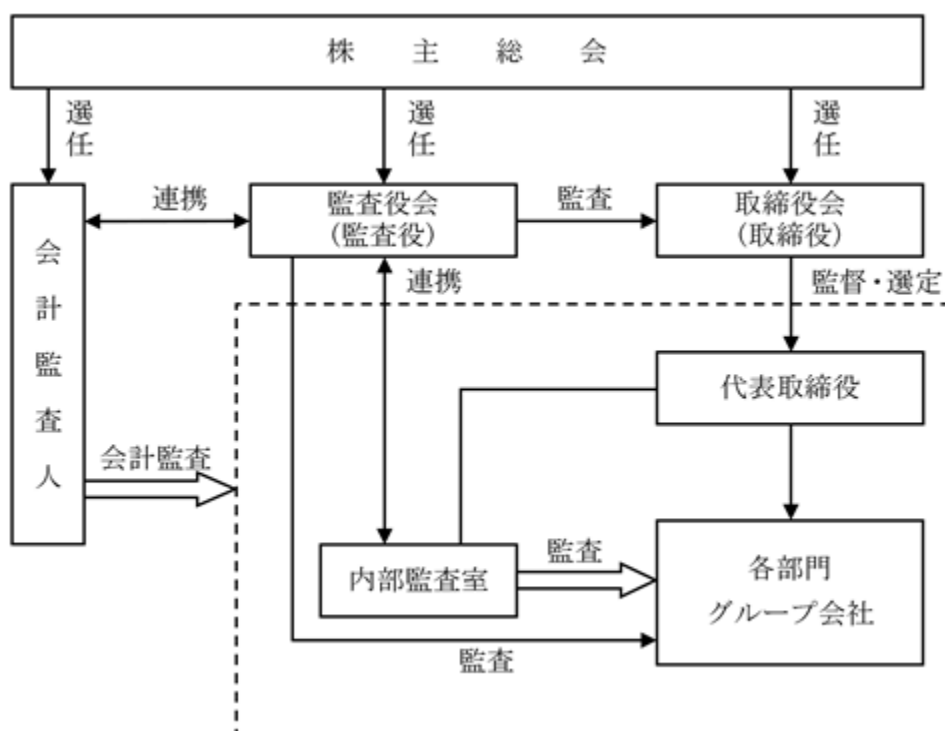 株主総会
選任
選任
選任
会計監査人
連携
監査役会
(監査役)
監査
取締役会
(取締役)
連携
監督・選定
代表取締役
会計監査
内部監査室
監査
各部門
グループ会社
監査